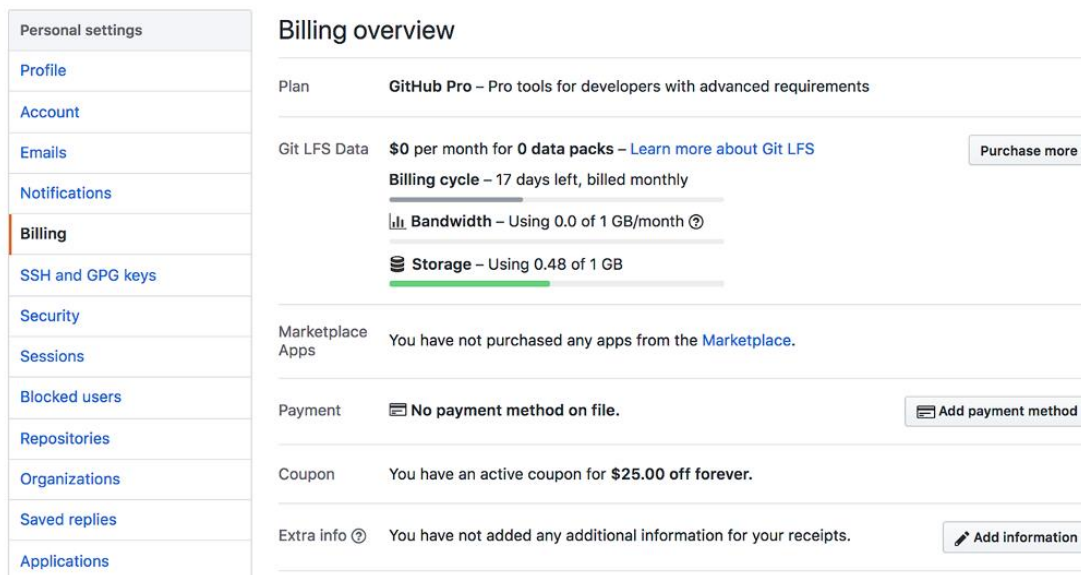 Personal settings
Profile
Account
Emails
Notifications
Billing
SSH and GPG keys
Security
Sessions
Blocked users
Repositories
Organizations
Saved replies
Applications
Billing overview
Plan
GitHub Pro – Pro tools for developers with advanced requirements
Git LFS Data
$0 per month for 0 data packs – Learn more about Git LFS
Purchase more
Billing cycle – 17 days left, billed monthly
Bandwidth – Using 0.0 of 1 GB/month ?
Storage – Using 0.48 of 1 GB
Marketplace
Apps
You have not purchased any apps from the Marketplace.
Payment
No payment method on file.
Add payment method
Coupon
You have an active coupon for $25.00 off forever.
Extra info ?
You have not added any additional information for your receipts.
Add information